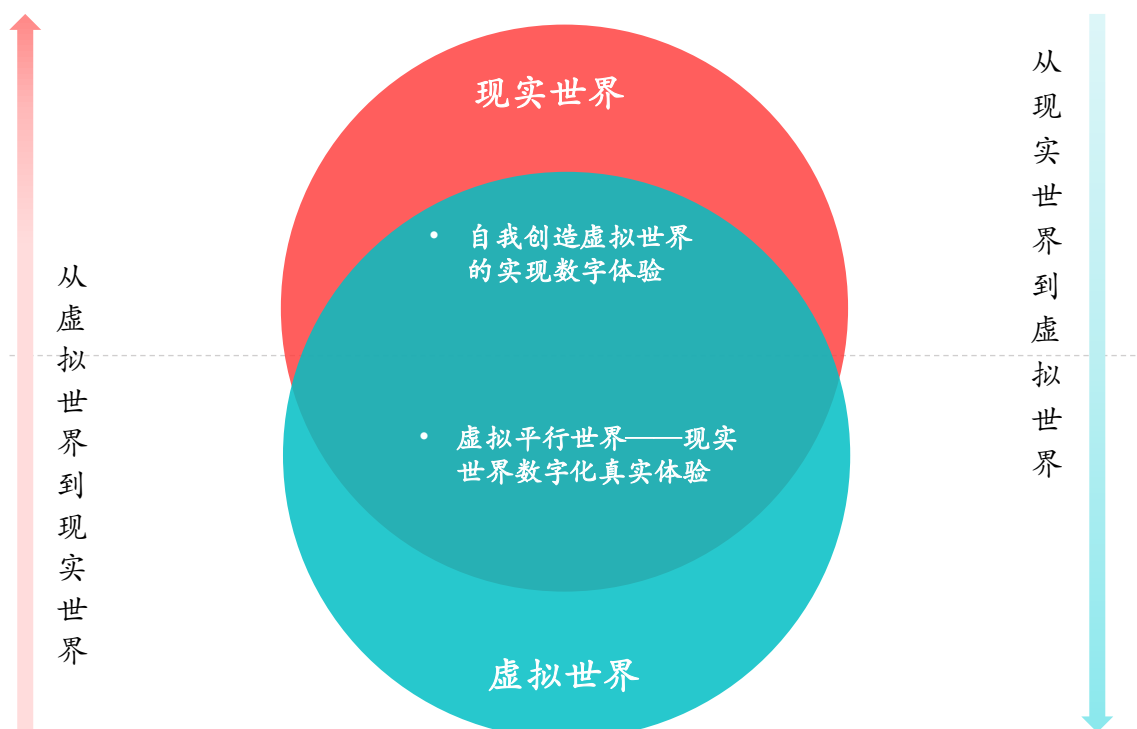 现实世界
从现实世界到虚拟世界
• 自我创造虚拟世界
的实现数字体验
从虚拟世界到现实世界
• 虚拟平行世界——现实
世界数字化真实体验
虚拟世界